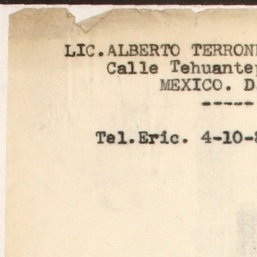 LIC.ALBERTO TERRON
Calle Tehuante
MEXICO. D
-----
Tel.Eric. 4-10-